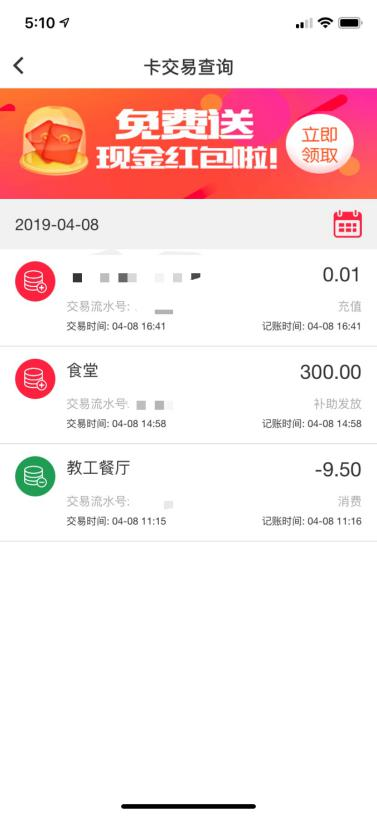 5:10
卡交易查询
免费送
现金红包啦!
立即
领取
2019-04-08
0.01
交易流水号:
充值
交易时间: 04-08 16:41
记账时间: 04-08 16:41
食堂
300.00
交易流水号:
补助发放
交易时间: 04-08 14:58
记账时间: 04-08 14:58
教工餐厅
-9.50
交易流水号:
消费
交易时间: 04-08 11:15
记账时间: 04-08 11:16